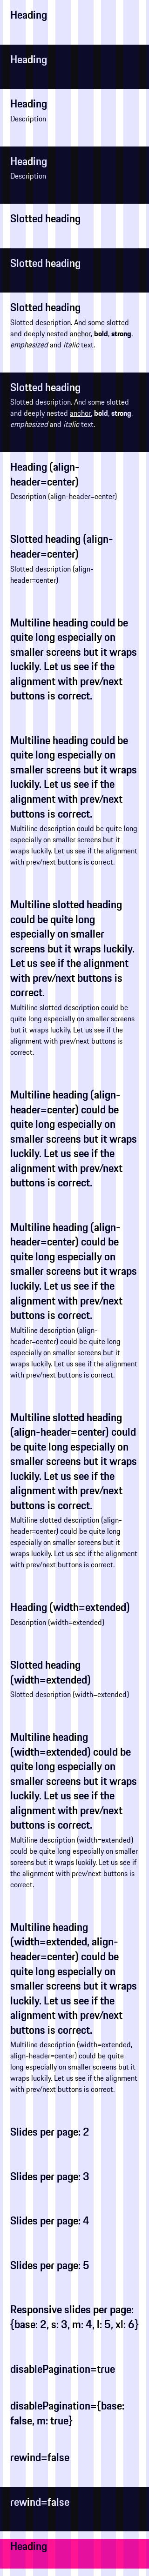 Heading
Heading
Heading
Description
Heading
Description
Slotted heading
Slotted heading
Slotted heading
Slotted description. And some slotted
and deeply nested anchor, bold, strong,
emphasized and italic text.
Slotted heading
Slotted description. And some slotted
and deeply nested anchor, bold, strong,
emphasized and italic text.
Heading (align-
header=center)
Description (align-header=center)
Slotted heading (align-
header=center)
Slotted description (align-
header=center)
Multiline heading could be
quite long especially on
smaller screens but it wraps
luckily. Let us see if the
alignment with prev/next
buttons is correct.
Multiline heading could be
quite long especially on
smaller screens but it wraps
luckily. Let us see if the
alignment with prev/next
buttons is correct.
Multiline description could be quite long
especially on smaller screens but it
wraps luckily. Let us see if the alignment
with prev/next buttons is correct.
Multiline slotted heading
could be quite long
especially on smaller
screens but it wraps luckily.
Let us see if the alignment
with prev/next buttons is
correct.
Multiline slotted description could be
quite long especially on smaller screens
but it wraps luckily. Let us see if the
alignment with prev/next buttons is
correct.
Multiline heading (align-
header=center) could be
quite long especially on
smaller screens but it wraps
luckily. Let us see if the
alignment with prev/next
buttons is correct.
Multiline heading (align-
header=center) could be
quite long especially on
smaller screens but it wraps
luckily. Let us see if the
alignment with prev/next
buttons is correct.
Multiline description (align-
header=center) could be quite long
especially on smaller screens but it
wraps luckily. Let us see if the alignment
with prev/next buttons is correct.
Multiline slotted heading
(align-header=center) could
be quite long especially on
smaller screens but it wraps
luckily. Let us see if the
alignment with prev/next
buttons is correct.
Multiline slotted description (align-
header=center) could be quite long
especially on smaller screens but it
wraps luckily. Let us see if the alignment
with prev/next buttons is correct.
Heading (width=extended)
Description (width=extended)
Slotted heading
(width=extended)
Slotted description (width=extended)
Multiline heading
(width=extended) could be
quite long especially on
smaller screens but it wraps
luckily. Let us see if the
alignment with prev/next
buttons is correct.
Multiline description (width=extended)
could be quite long especially on smaller
screens but it wraps luckily. Let us see if
the alignment with prev/next buttons is
correct.
Multiline heading
(width=extended, align-
header=center) could be
quite long especially on
smaller screens but it wraps
luckily. Let us see if the
alignment with prev/next
buttons is correct.
Multiline description (width=extended,
align-header=center) could be quite
long especially on smaller screens but it
wraps luckily. Let us see if the alignment
with prev/next buttons is correct.
Slides per page: 2
Slides per page: 3
Slides per page: 4
Slides per page: 5
Responsive slides per page:
{base: 2, s: 3, m: 4, l: 5, xl: 6}
disablePagination=true
disablePagination={base:
false, m: true}
rewind=false
rewind=false
Heading